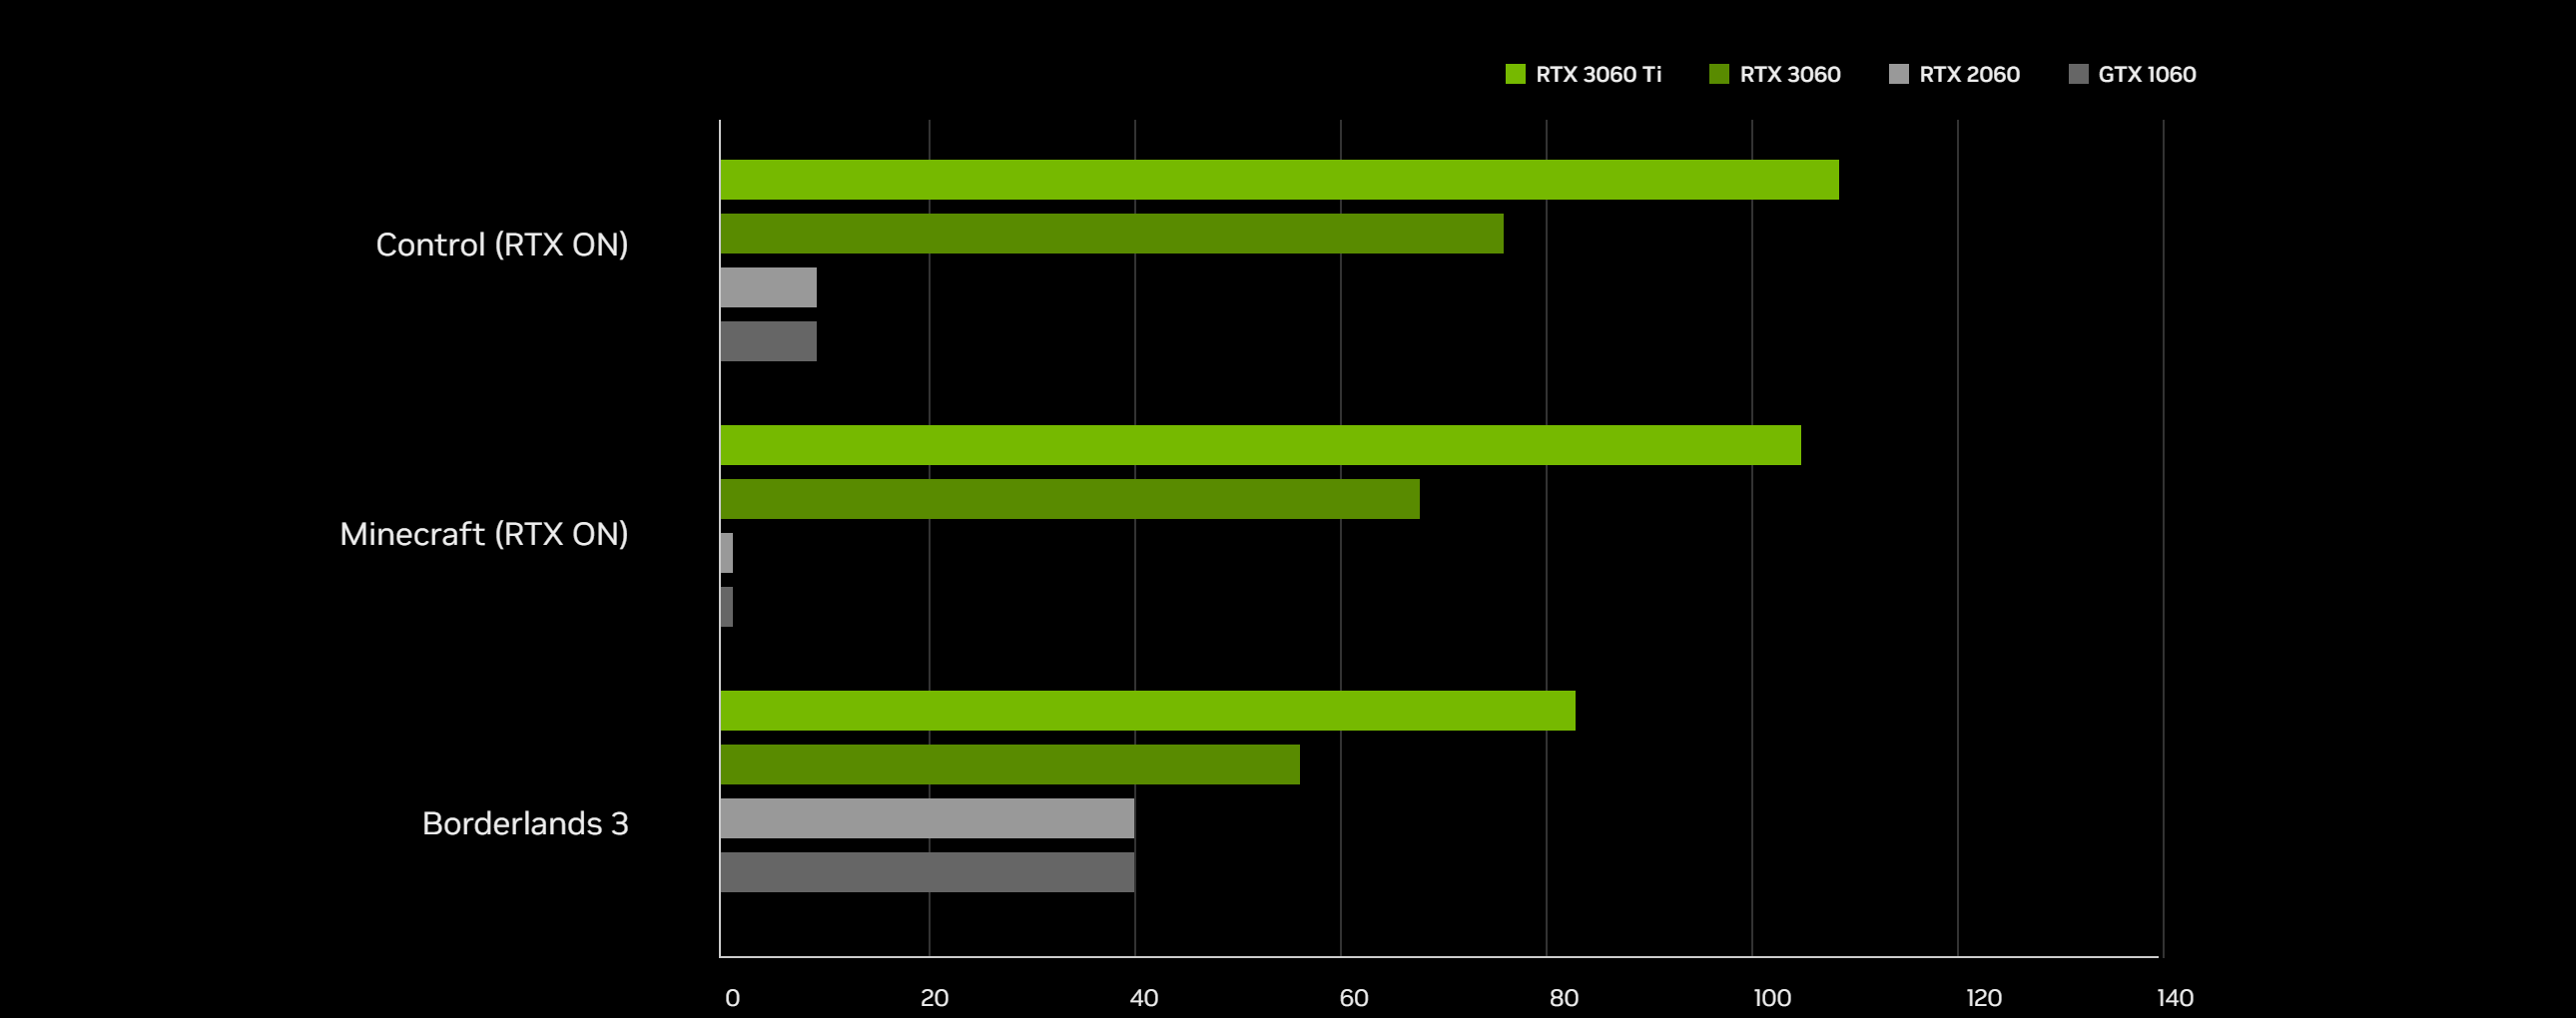 RTX 3060 Ti RTX 3060 RTX 2060 GTX 1060
Control (RTX ON)
Minecraft (RTX ON)
Borderlands 3
0 20 40 60 80 100 120 140